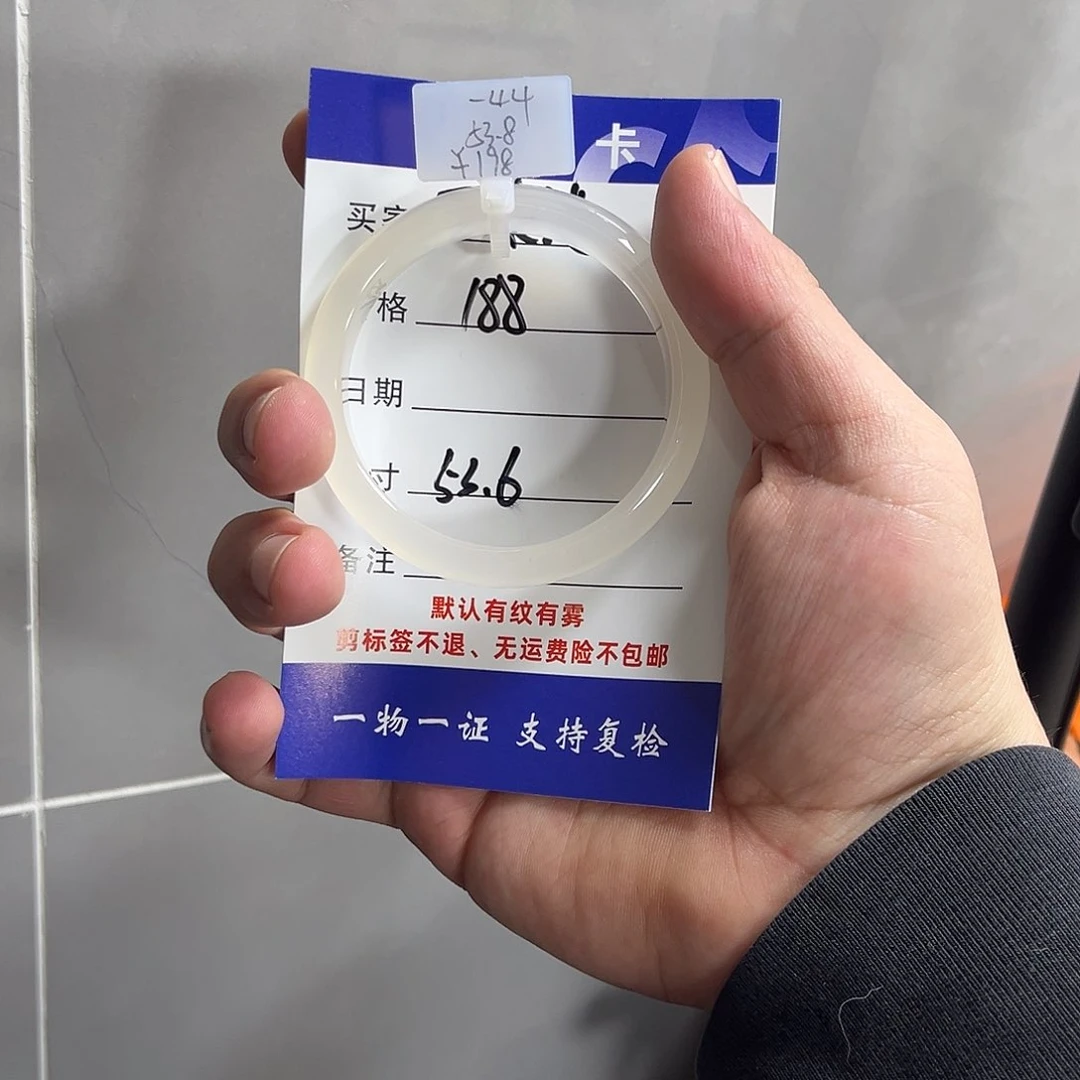 -44
53.8
¥198
卡
买家
格 188
日期
寸 53.6
备注
默认有纹有雾
剪标签不退、无运费险不包邮
一物一证 支持复检